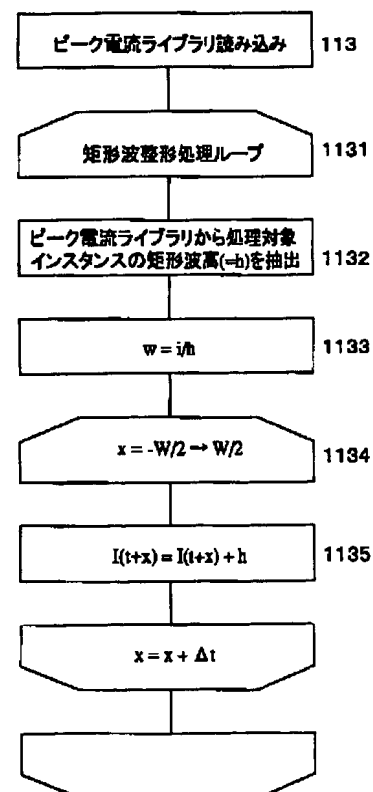 ピーク電流ライブラリ読み込み
113
矩形波整形処理ループ
1131
ピーク電流ライブラリから処理対象
インスタンスの矩形波高(=h)を抽出
1132
w = i/h
1133
x = -W/2 → W/2
1134
I(t+x) = I(t+x) + h
1135
x = x + Δt